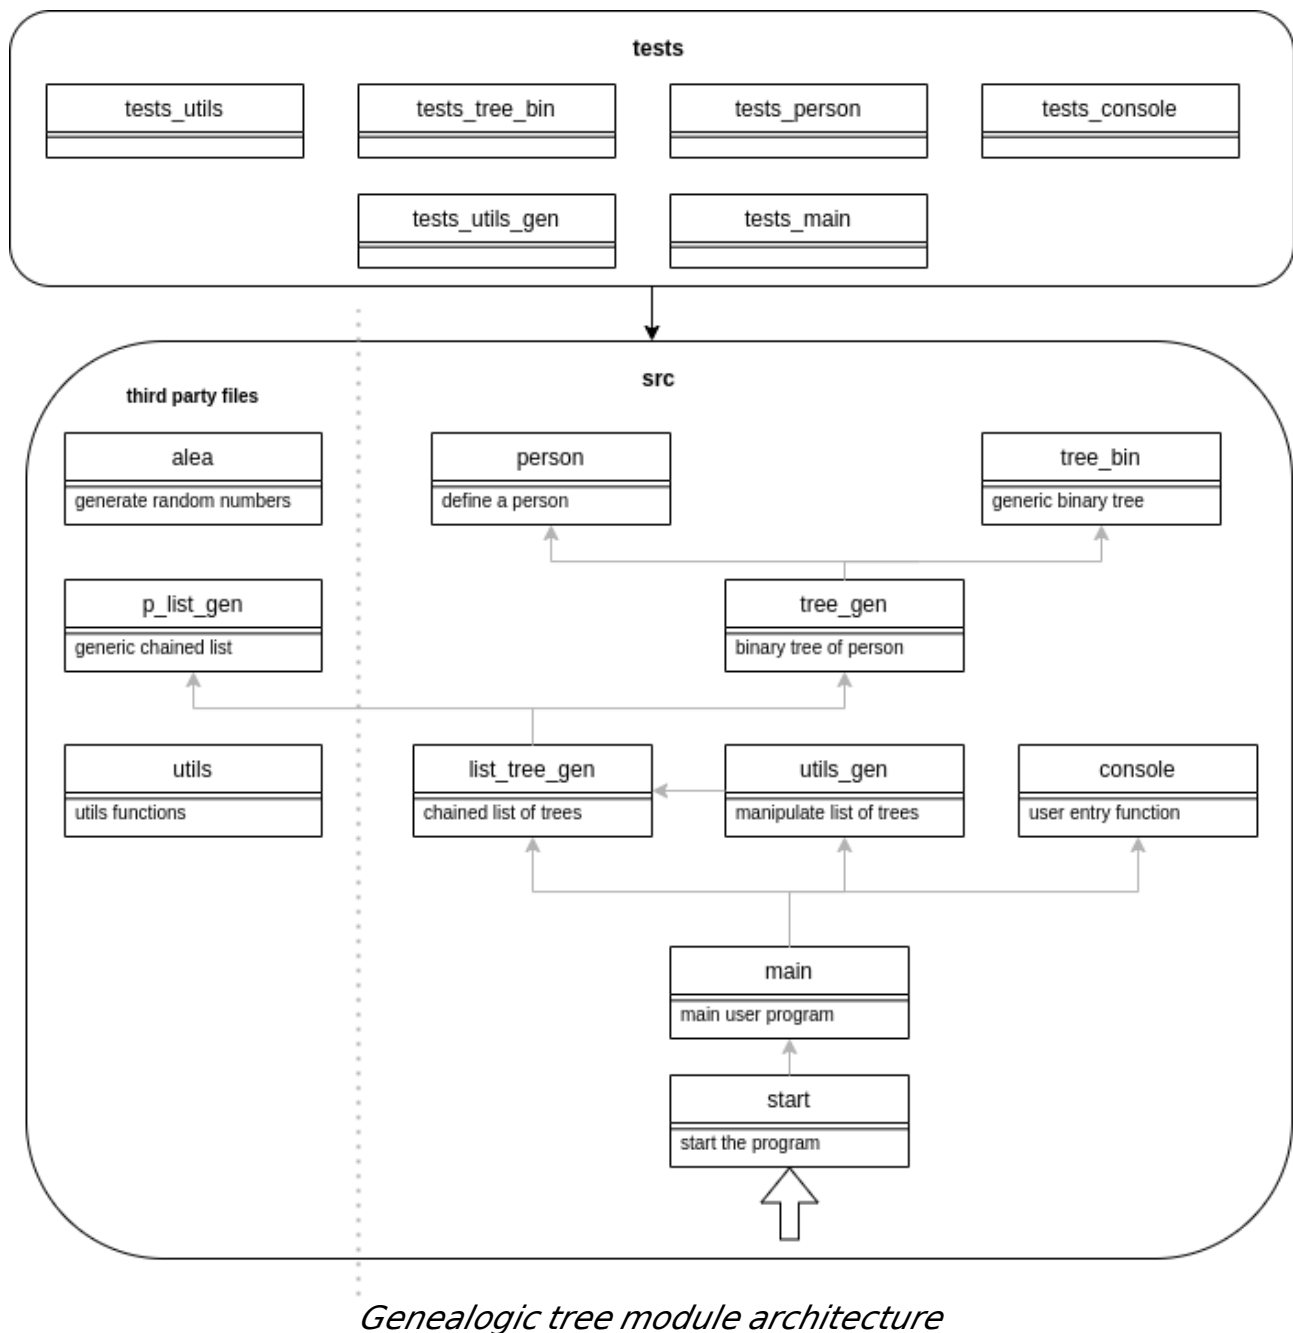 tests
tests_utils
tests_tree_bin
tests_person
tests_console
tests_utils_gen
tests_main
src
third party files
alea
generate random numbers
person
define a person
tree_bin
generic binary tree
p_list_gen
generic chained list
tree_gen
binary tree of person
utils
utils functions
list_tree_gen
chained list of trees
utils_gen
manipulate list of trees
console
user entry function
main
main user program
start
start the program
Genealogic tree module architecture